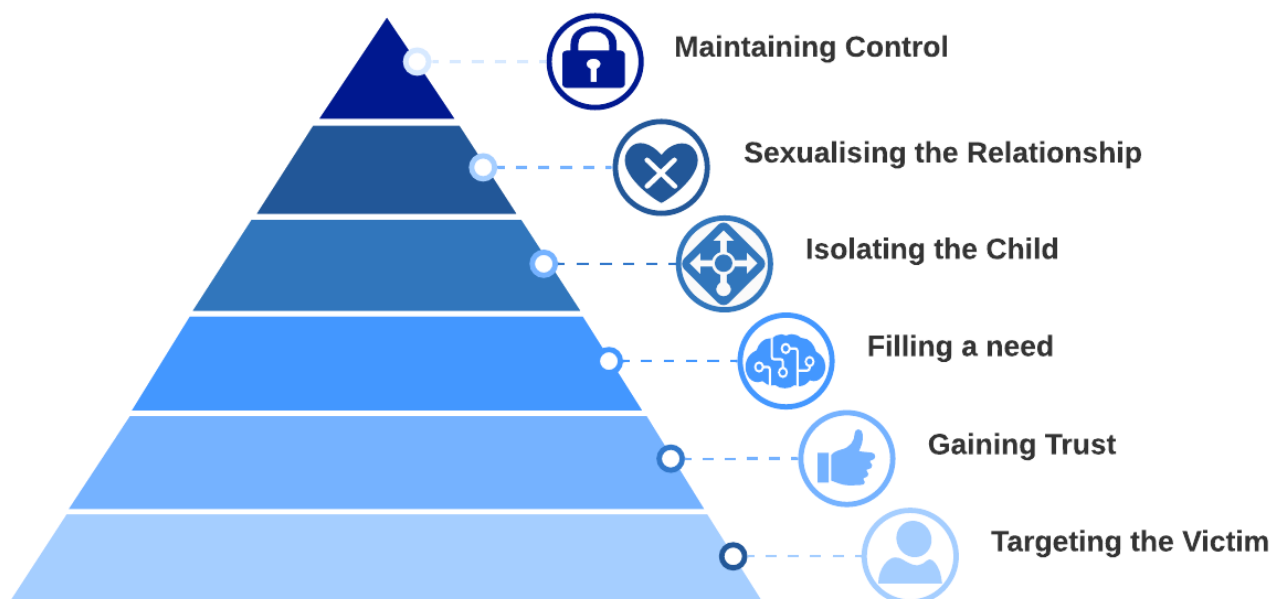 Maintaining Control
Sexualising the Relationship
Isolating the Child
Filling a need
Gaining Trust
Targeting the Victim